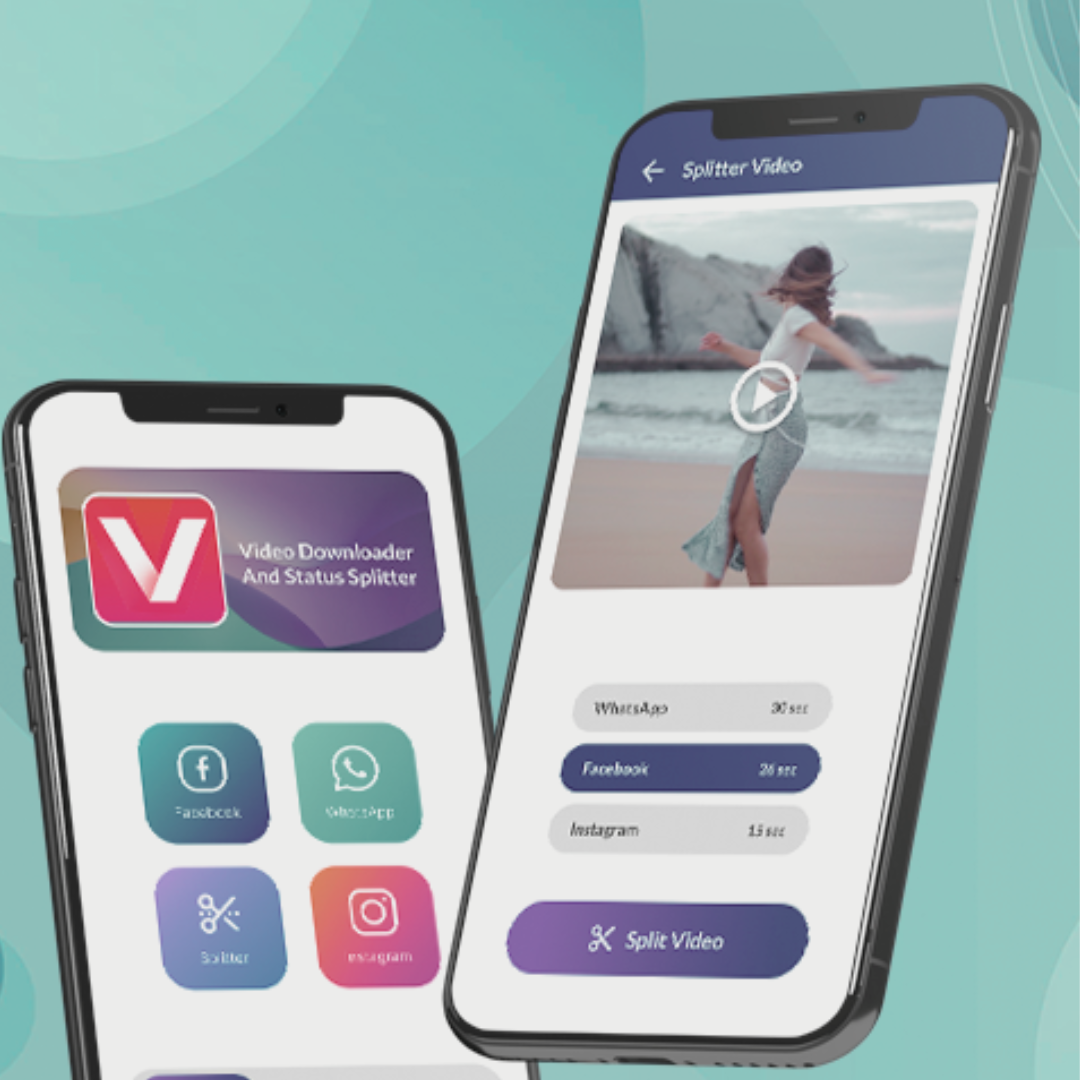 Splitter Video
WhatsApp 30 sec
Facebook 26 sec
Instagram 15 sec
Split Video
V
Video Downloader
And Status Splitter
Facebook
WhatsApp
Splitter
Instagram